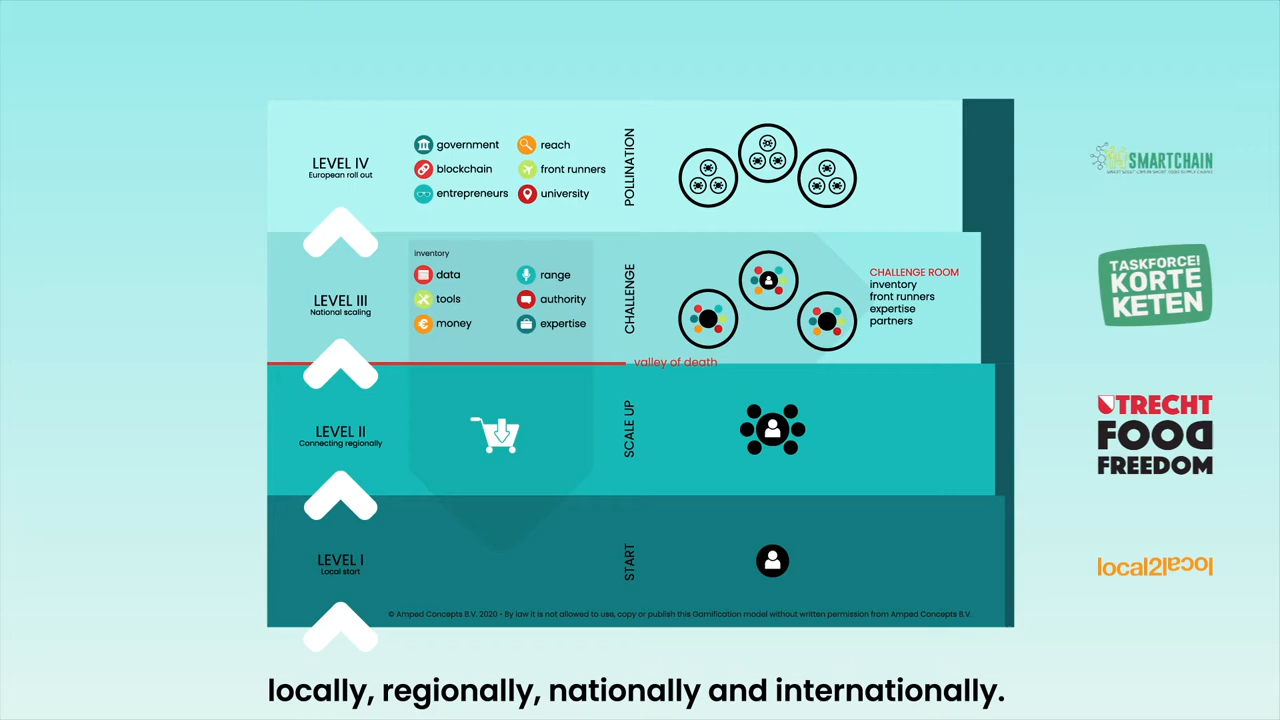 LEVEL IV
European roll out
government
blockchain
entrepreneurs
reach
front runners
university
POLLINATION
SMARTCHAIN
LEVEL III
National scaling
inventory
data
tools
money
range
authority
expertise
CHALLENGE
CHALLENGE ROOM
inventory
front runners
expertise
partners
TASKFORCE!
KORTE
KETEN
valley of death
LEVEL II
Connecting regionally
SCALE UP
UTRECHT
FOOD
FREEDOM
LEVEL I
Local start
START
local2local
© Amped Concepts B.V. 2020 - By law it is not allowed to use, copy or publish this Gamification model without written permission from Amped Concepts B.V.
locally, regionally, nationally and internationally.